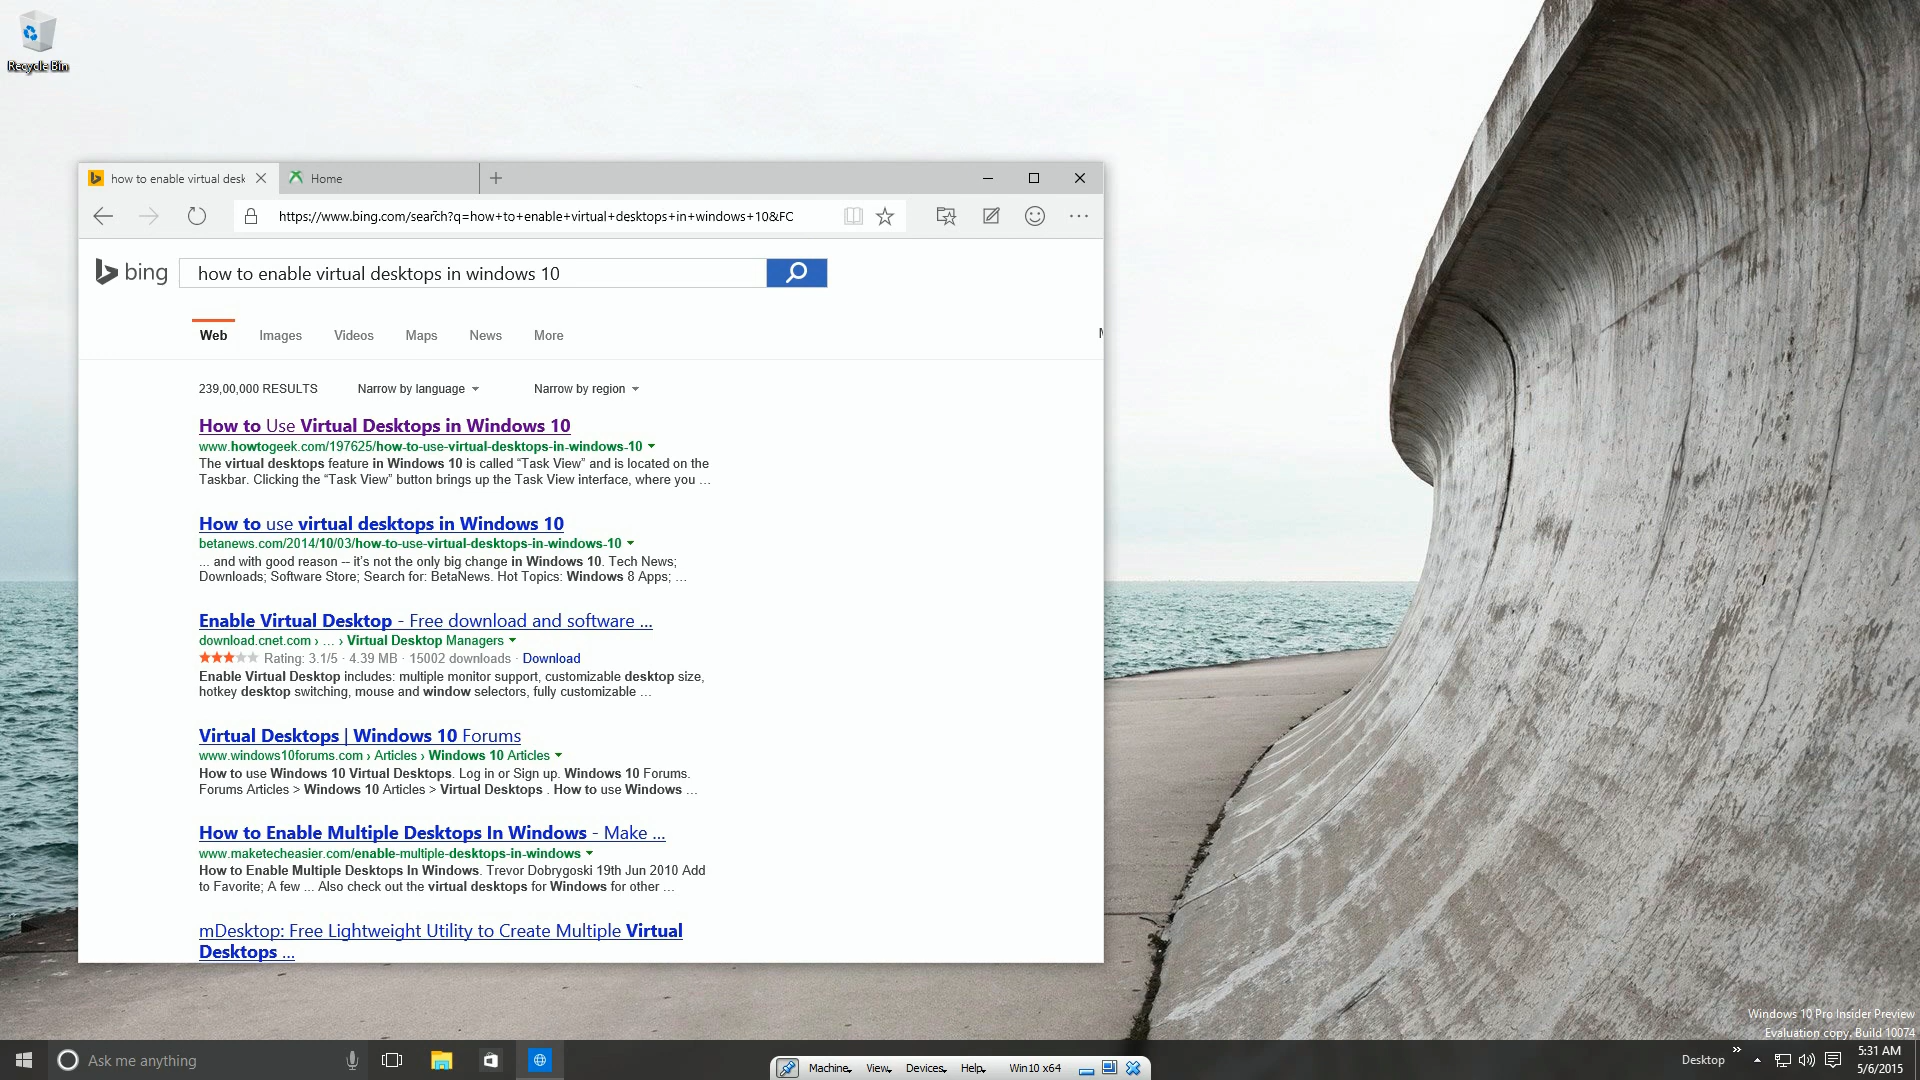 Recycle Bin
how to enable virtual desk
Home
https://www.bing.com/search?q=how+to+enable+virtual+desktops+in+windows+10&FC
bing
how to enable virtual desktops in windows 10
Web Images Videos Maps News More
239,00,000 RESULTS Narrow by language Narrow by region
How to Use Virtual Desktops in Windows 10
www.howtogeek.com/197625/how-to-use-virtual-desktops-in-windows-10
The virtual desktops feature in Windows 10 is called “Task View” and is located on the
Taskbar. Clicking the “Task View” button brings up the Task View interface, where you ...
How to use virtual desktops in Windows 10
betanews.com/2014/10/03/how-to-use-virtual-desktops-in-windows-10
... and with good reason -- it’s not the only big change in Windows 10. Tech News;
Downloads; Software Store; Search for: BetaNews. Hot Topics: Windows 8 Apps; ...
Enable Virtual Desktop - Free download and software ...
download.cnet.com › ... › Virtual Desktop Managers
Rating: 3.1/5 · 4.39 MB · 15002 downloads · Download
Enable Virtual Desktop includes: multiple monitor support, customizable desktop size,
hotkey desktop switching, mouse and window selectors, fully customizable ...
Virtual Desktops | Windows 10 Forums
www.windows10forums.com › Articles › Windows 10 Articles
How to use Windows 10 Virtual Desktops. Log in or Sign up. Windows 10 Forums.
Forums Articles > Windows 10 Articles > Virtual Desktops . How to use Windows ...
How to Enable Multiple Desktops In Windows - Make ...
www.maketecheasier.com/enable-multiple-desktops-in-windows
How to Enable Multiple Desktops In Windows. Trevor Dobrygoski 19th Jun 2010 Add
to Favorite; A few ... Also check out the virtual desktops for Windows for other ...
mDesktop: Free Lightweight Utility to Create Multiple Virtual
Desktops ...
Windows 10 Pro Insider Preview
Evaluation copy. Build 10074
Ask me anything
Machine View Devices Help Win10 x64
Desktop
5:31 AM
5/6/2015